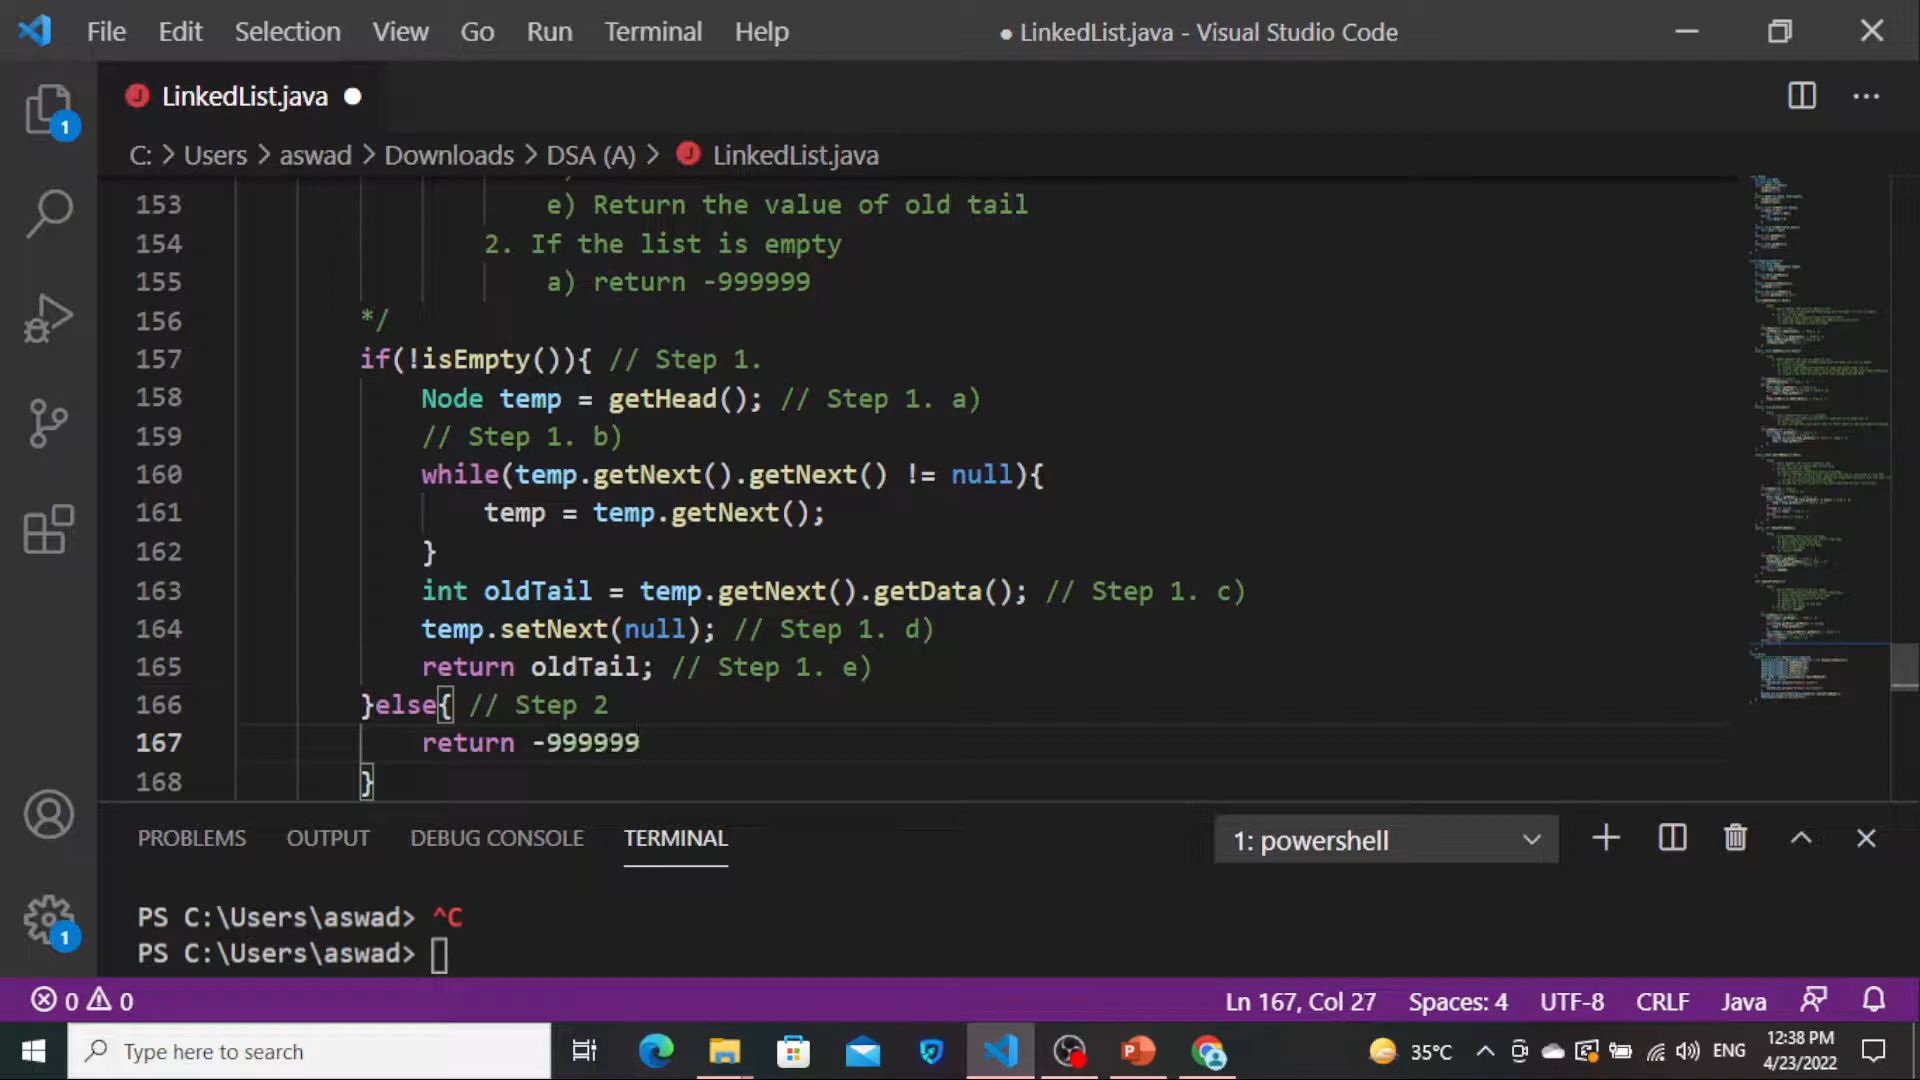 File Edit Selection View Go Run Terminal Help ● LinkedList.java - Visual Studio Code
LinkedList.java ●
C: > Users > aswad > Downloads > DSA (A) > LinkedList.java
153 e) Return the value of old tail
154 2. If the list is empty
155 a) return -999999
156 */
157 if(!isEmpty()){ // Step 1.
158 Node temp = getHead(); // Step 1. a)
159 // Step 1. b)
160 while(temp.getNext().getNext() != null){
161 temp = temp.getNext();
162 }
163 int oldTail = temp.getNext().getData(); // Step 1. c)
164 temp.setNext(null); // Step 1. d)
165 return oldTail; // Step 1. e)
166 }else{ // Step 2
167 return -999999
168 }
PROBLEMS OUTPUT DEBUG CONSOLE TERMINAL 1: powershell
PS C:\Users\aswad> ^C
PS C:\Users\aswad>
1
1
0 0 Ln 167, Col 27 Spaces: 4 UTF-8 CRLF Java
Type here to search 35°C ENG 12:38 PM
4/23/2022